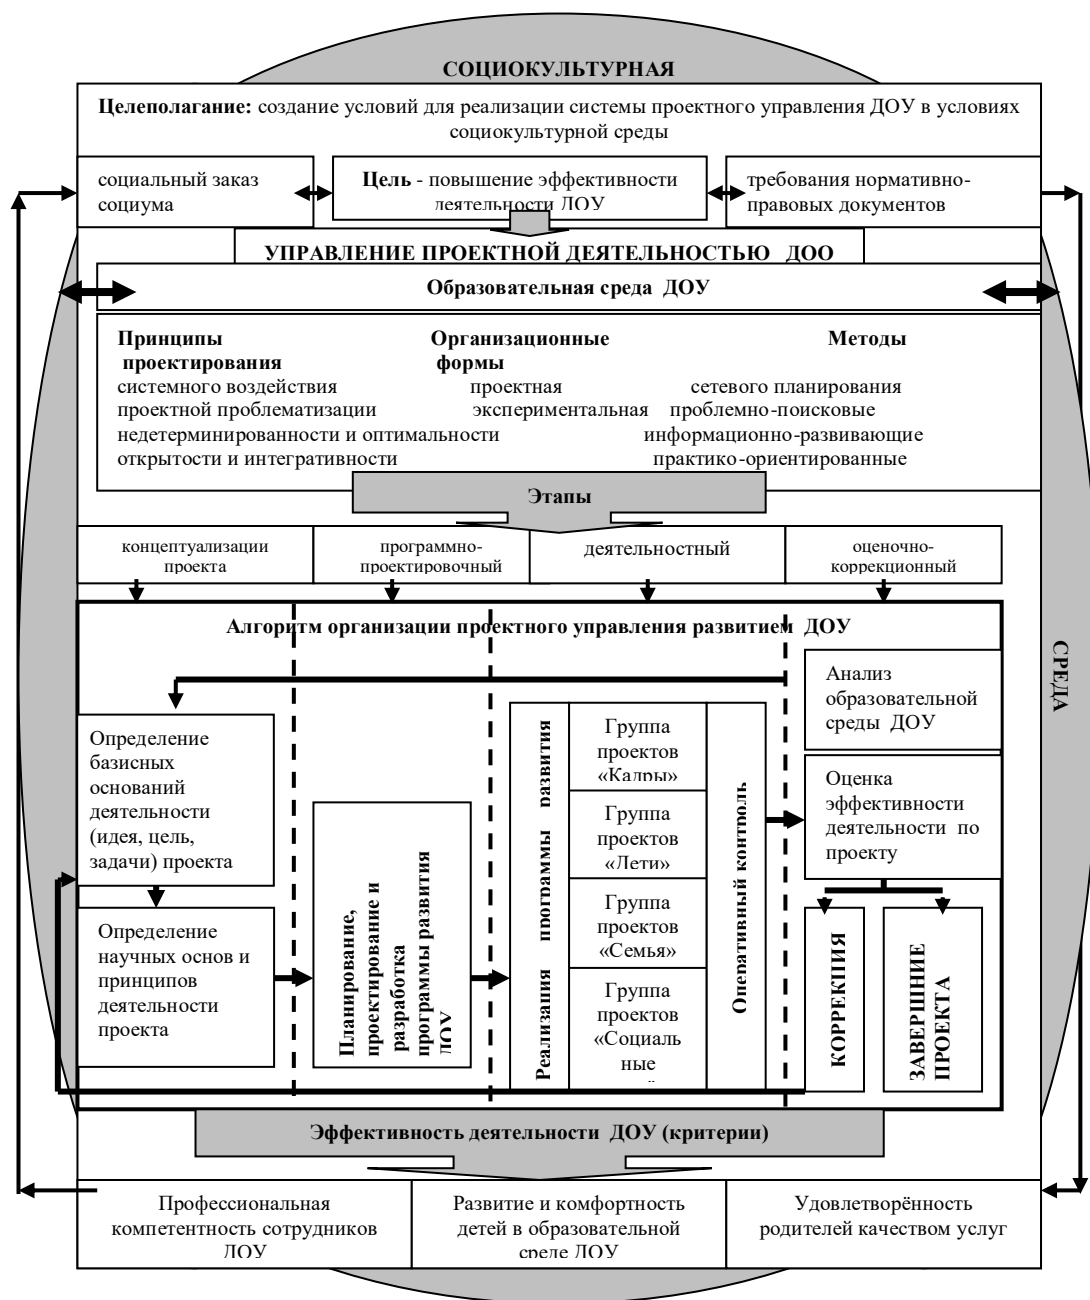 СОЦИОКУЛЬТУРНАЯ
Целеполагание: создание условий для реализации системы проектного управления ДОУ в условиях
социокультурной среды
социальный заказ
социума
Цель - повышение эффективности
деятельности ДОУ
требования нормативно-
правовых документов
УПРАВЛЕНИЕ ПРОЕКТНОЙ ДЕЯТЕЛЬНОСТЬЮ ДОО
Образовательная среда ДОУ
Принципы
проектирования
Организационные
формы
Методы
системного воздействия проектная сетевого планирования
проектной проблематизации экспериментальная проблемно-поисковые
недетерминированности и оптимальности информационно-развивающие
открытости и интегративности практико-ориентированные
Этапы
концептуализации
проекта
программно-
проектировочный
деятельностный
оценочно-
коррекционный
Алгоритм организации проектного управления развитием ДОУ
Определение
базисных
оснований
деятельности
(идея, цель,
задачи) проекта
Определение
научных основ и
принципов
деятельности
проекта
Планирование,
проектирование и
разработка
программы развития
ДОУ
Реализация программы развития
Группа
проектов
«Кадры»
Группа
проектов
«Дети»
Группа
проектов
«Семья»
Группа
проектов
«Социаль
ные
Оперативный контроль
Анализ
образовательной
среды ДОУ
Оценка
эффективности
деятельности по
проекту
КОРРЕКЦИЯ
ЗАВЕРШНИЕ
ПРОЕКТА
СРЕДА
Эффективность деятельности ДОУ (критерии)
Профессиональная
компетентность сотрудников
ДОУ
Развитие и комфортность
детей в образовательной
среде ДОУ
Удовлетворённость
родителей качеством услуг